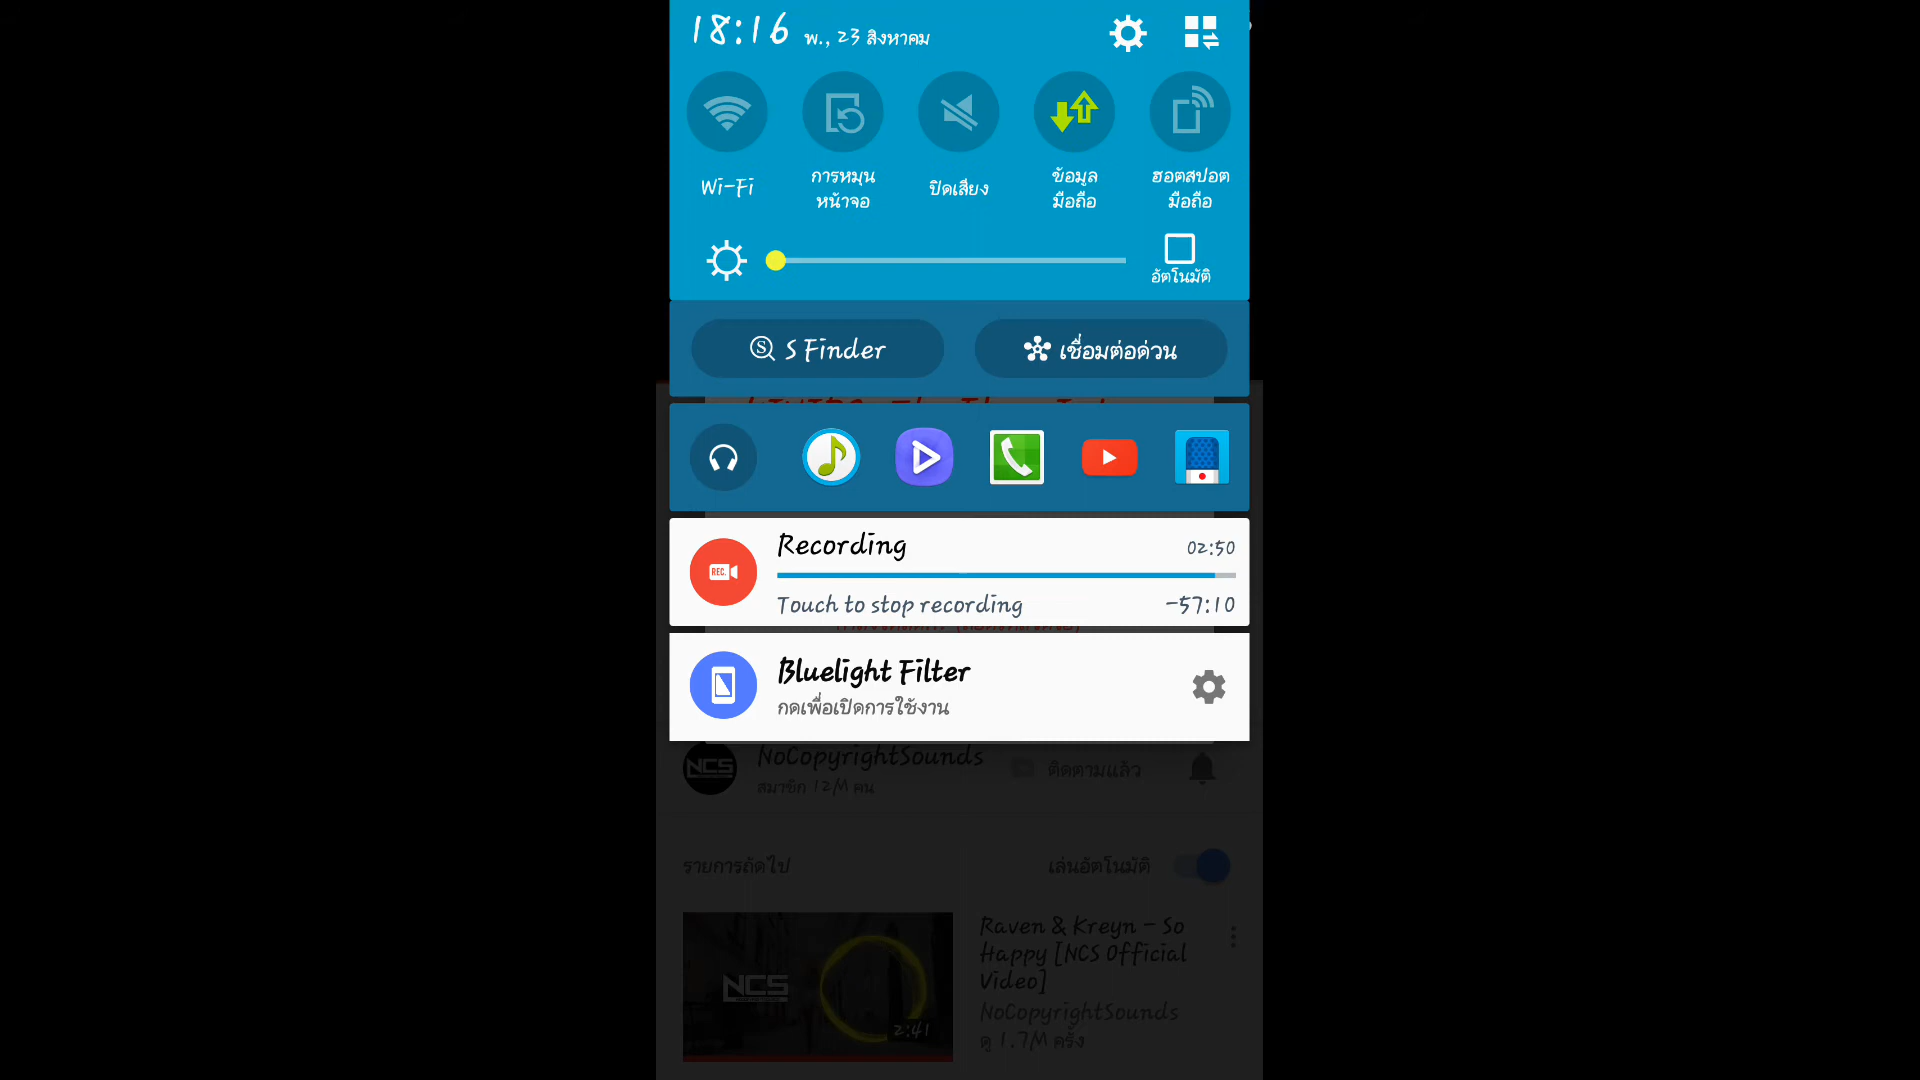 18:16 พ., 23 สิงหาคม
Wi-Fi
การหมุน
หน้าจอ
ปิดเสียง
ข้อมูล
มือถือ
ฮอตสปอต
มือถือ
อัตโนมัติ
S Finder
เชื่อมต่อด่วน
Recording 02:50
REC.
Touch to stop recording -57:10
Bluelight Filter
กดเพื่อเปิดการใช้งาน
NCS
NoCopyrightSounds
สมาชิก 12M คน
ติดตามแล้ว
รายการถัดไป
เล่นอัตโนมัติ
NCS
2:41
Raven & Kreyn - So
Happy [NCS Official
Video]
NoCopyrightSounds
ดู 1.7M ครั้ง